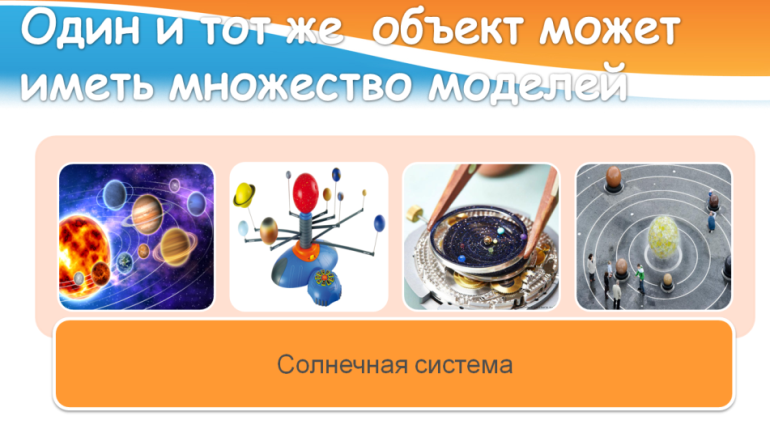 Один и тот же объект может
иметь множество моделей
Солнечная система